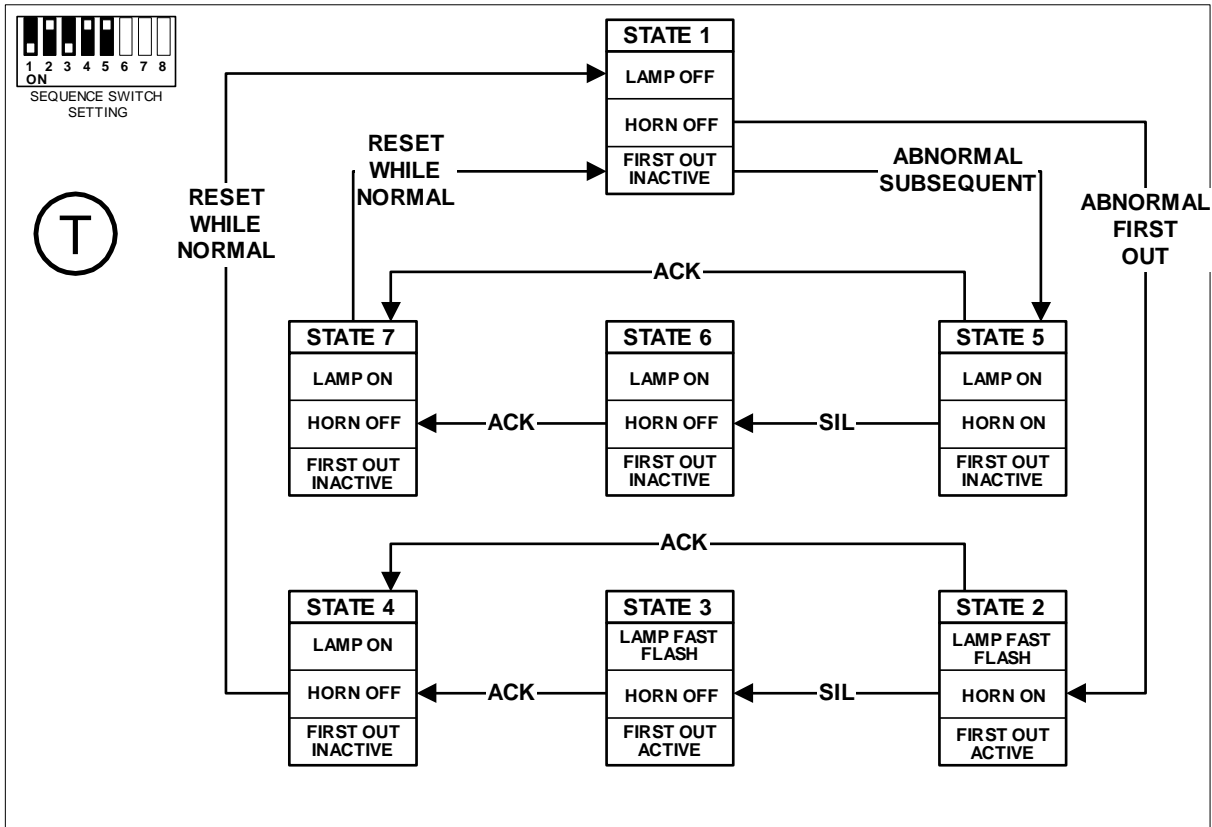 1 2 3 4 5 6 7 8
ON
SEQUENCE SWITCH
SETTING
T
STATE 1
LAMP OFF
HORN OFF
FIRST OUT
INACTIVE
RESET
WHILE
NORMAL
RESET
WHILE
NORMAL
ABNORMAL
SUBSEQUENT
ABNORMAL
FIRST
OUT
ACK
STATE 7
LAMP ON
HORN OFF
FIRST OUT
INACTIVE
ACK
STATE 6
LAMP ON
HORN OFF
FIRST OUT
INACTIVE
SIL
STATE 5
LAMP ON
HORN ON
FIRST OUT
INACTIVE
ACK
STATE 4
LAMP ON
HORN OFF
FIRST OUT
INACTIVE
ACK
STATE 3
LAMP FAST
FLASH
HORN OFF
FIRST OUT
ACTIVE
SIL
STATE 2
LAMP FAST
FLASH
HORN ON
FIRST OUT
ACTIVE